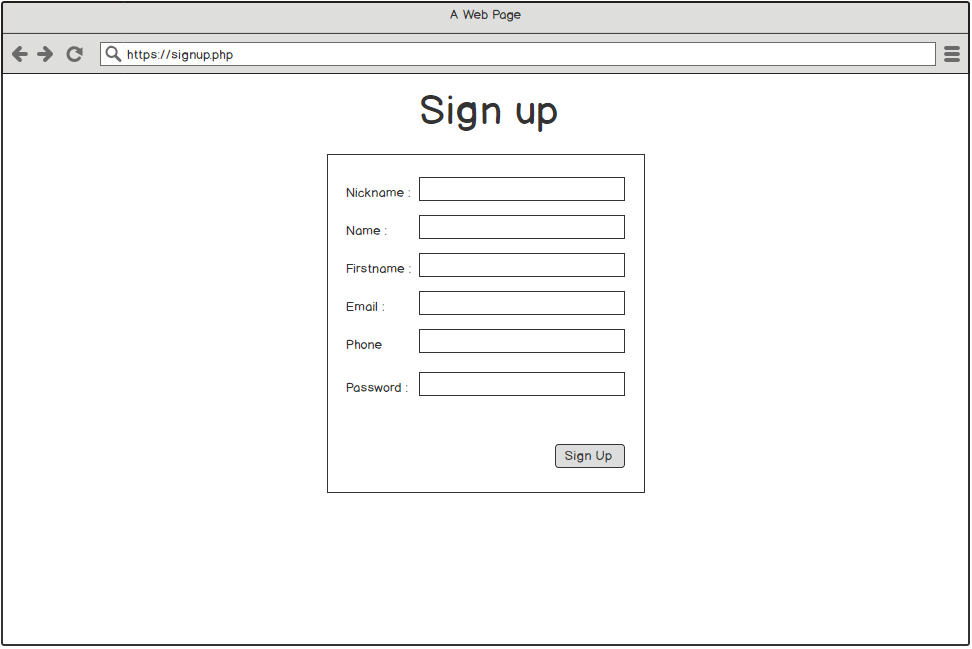 A Web Page
https://signup.php
Sign up
Nickname :
Name :
Firstname :
Email :
Phone
Password :
Sign Up